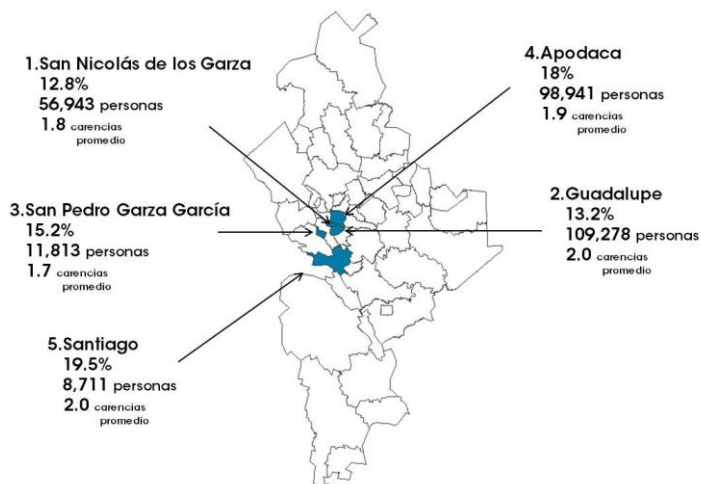 1.San Nicolás de los Garza
12.8%
56,943 personas
1.8 carencias
promedio
4.Apodaca
18%
98,941 personas
1.9 carencias
promedio
3.San Pedro Garza García
15.2%
11,813 personas
1.7 carencias
promedio
2.Guadalupe
13.2%
109,278 personas
2.0 carencias
promedio
5.Santiago
19.5%
8,711 personas
2.0 carencias
promedio